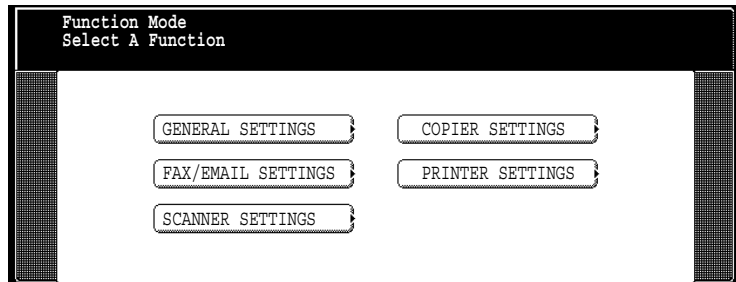 Function Mode
Select A Function
GENERAL SETTINGS
COPIER SETTINGS
FAX/EMAIL SETTINGS
PRINTER SETTINGS
SCANNER SETTINGS